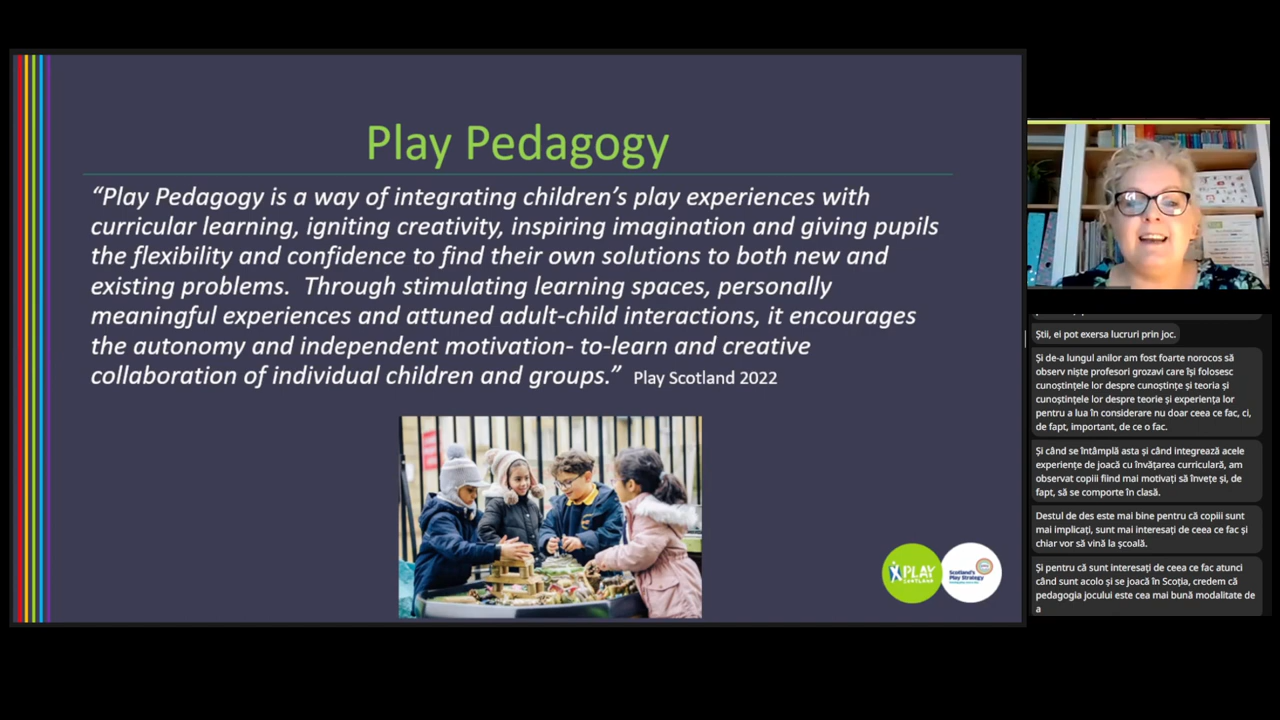 Play Pedagogy
“Play Pedagogy is a way of integrating children’s play experiences with
curricular learning, igniting creativity, inspiring imagination and giving pupils
the flexibility and confidence to find their own solutions to both new and
existing problems. Through stimulating learning spaces, personally
meaningful experiences and attuned adult-child interactions, it encourages
the autonomy and independent motivation- to-learn and creative
collaboration of individual children and groups.” Play Scotland 2022
PLAY
SCOTLAND
Scotland's
Play Strategy
Știi, ei pot exersa lucruri prin joc.
Și de-a lungul anilor am fost foarte norocos să
observ niște profesori grozavi care își folosesc
cunoștințele lor despre cunoștințe și teoria și
cunoștințele lor despre teorie și experiența lor
pentru a lua în considerare nu doar ceea ce fac, ci,
de fapt, important, de ce o fac.
Și când se întâmplă asta și când integrează acele
experiențe de joacă cu învățarea curriculară, am
observat copiii fiind mai motivați să învețe și, de
fapt, să se comporte în clasă.
Destul de des este mai bine pentru că copiii sunt
mai implicați, sunt mai interesați de ceea ce fac și
chiar vor să vină la școală.
Și pentru că sunt interesați de ceea ce fac atunci
când sunt acolo și se joacă în Scoția, credem că
pedagogia jocului este cea mai bună modalitate de
a